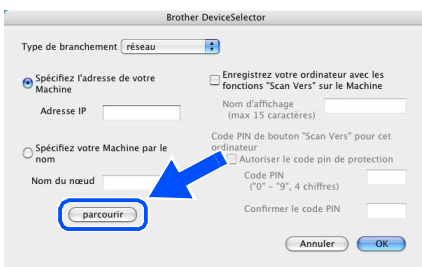 Brother DeviceSelector
Type de branchement réseau
Spécifiez l'adresse de votre
Machine
Adresse IP
Spécifiez votre Machine par le
nom
Nom du nœud
parcourir
Enregistrez votre ordinateur avec les
fonctions "Scan Vers" sur le Machine
Nom d'affichage
(max 15 caractères)
Code PIN de bouton "Scan Vers" pour cet
ordinateur
Autoriser le code pin de protection
Code PIN
("0" – "9", 4 chiffres)
Confirmer le code PIN
Annuler
OK